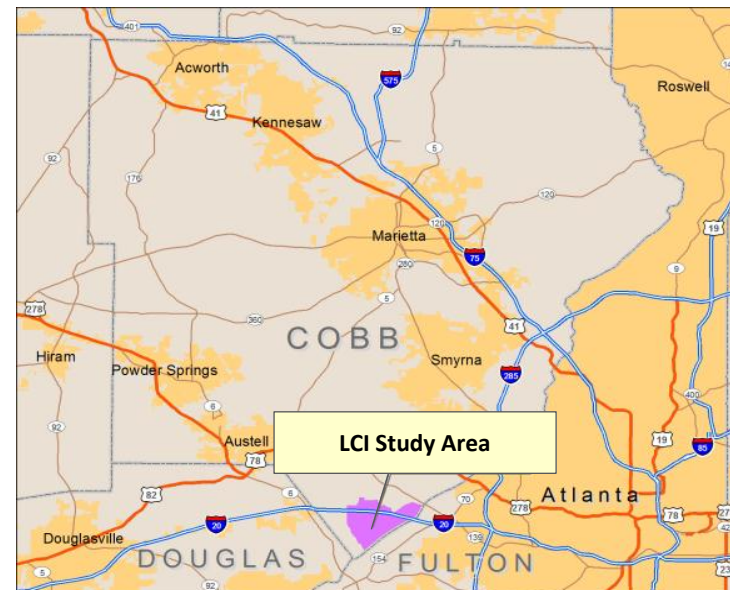 401
92
Acworth
575
Roswell
41
Kennesaw
5
92
176
120
19
120
Marietta
75
9
280
278
5
360
41
COBB
Hiram
Smyrna
285
Powder Springs
400
6
19
85
92
Austell
LCI Study Area
78
82
6
70
278
Atlanta
20
20
78
Douglasville
139
DOUGLAS
FULTON
154
5
92